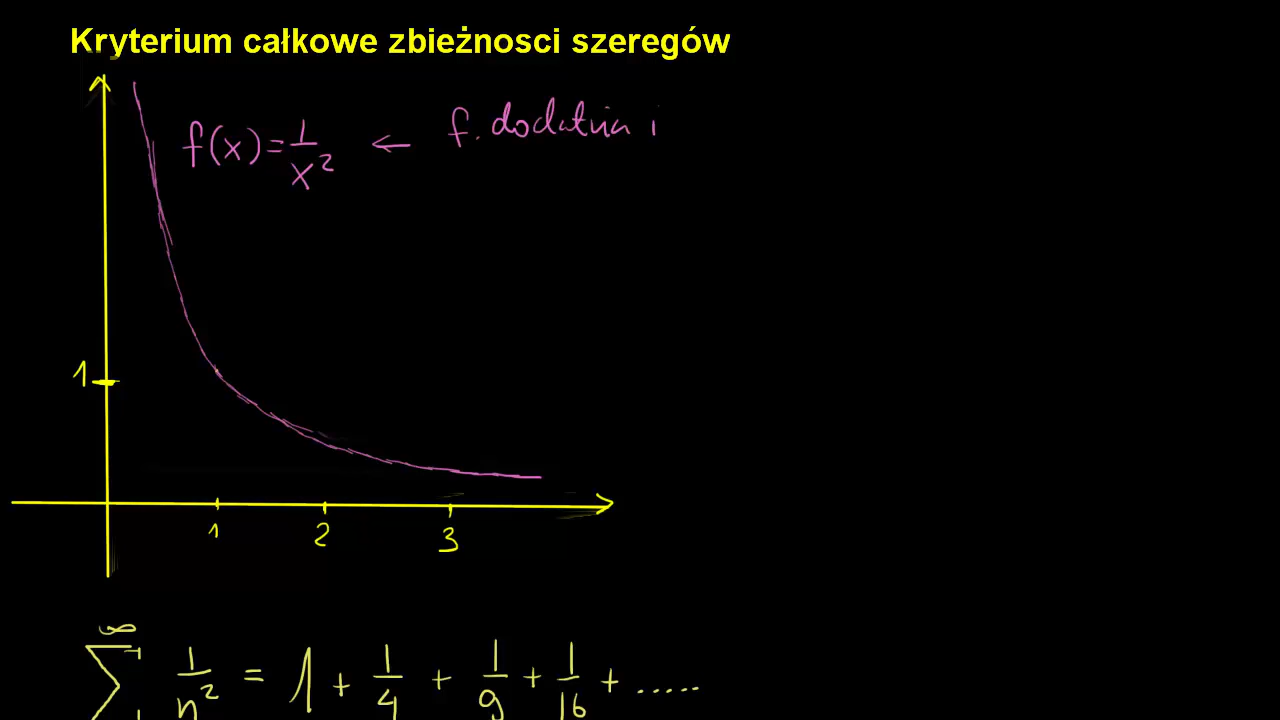 Kryterium całkowe zbieżnosci szeregów
f(x)=1/x² ← f. dodatnia i
1
1 2 3
∞
∑ 1/n² = 1 + 1/4 + 1/9 + 1/16 + .....